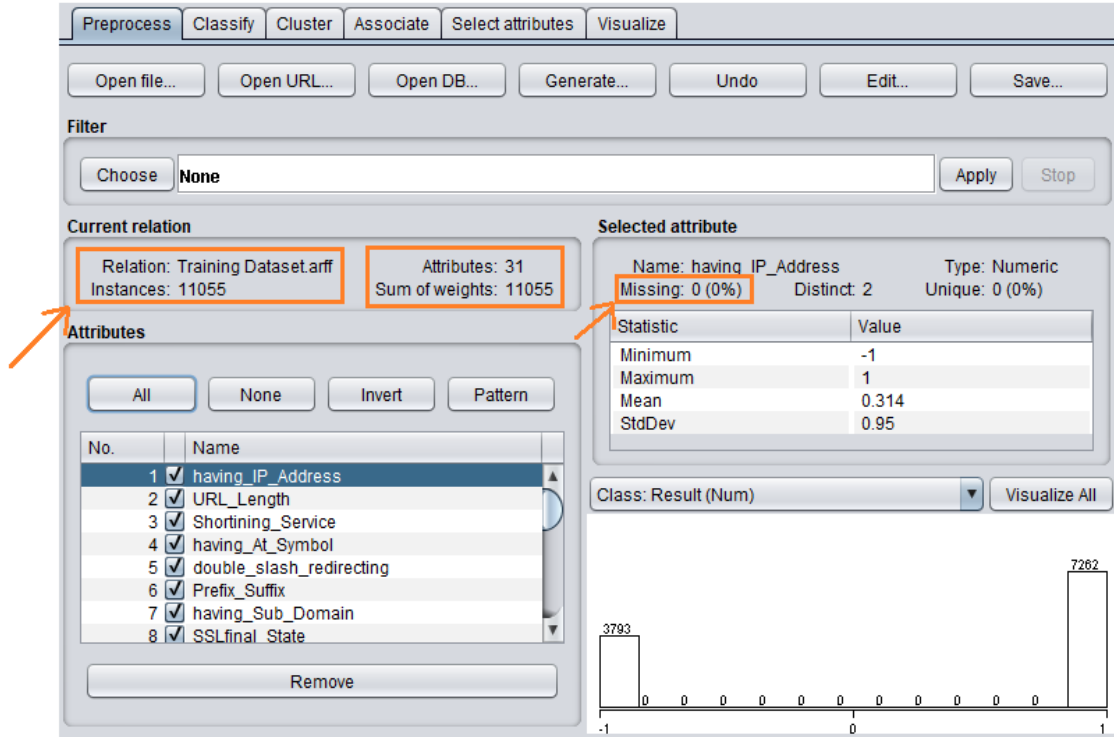 Preprocess Classify Cluster Associate Select attributes Visualize
Open file... Open URL... Open DB... Generate... Undo Edit... Save...
Filter
Choose None Apply Stop
Current relation
Relation: Training Dataset.arff Attributes: 31
Instances: 11055 Sum of weights: 11055
Attributes
All None Invert Pattern
No. Name
1 having_IP_Address
2 URL_Length
3 Shortining_Service
4 having_At_Symbol
5 double_slash_redirecting
6 Prefix_Suffix
7 having_Sub_Domain
8 SSLfinal_State
Remove
Selected attribute
Name: having_IP_Address Type: Numeric
Missing: 0 (0%) Distinct: 2 Unique: 0 (0%)
Statistic Value
Minimum -1
Maximum 1
Mean 0.314
StdDev 0.95
Class: Result (Num) Visualize All
7262
3793
0 0 0 0 0 0 0 0 0 0 0
-1 0 1